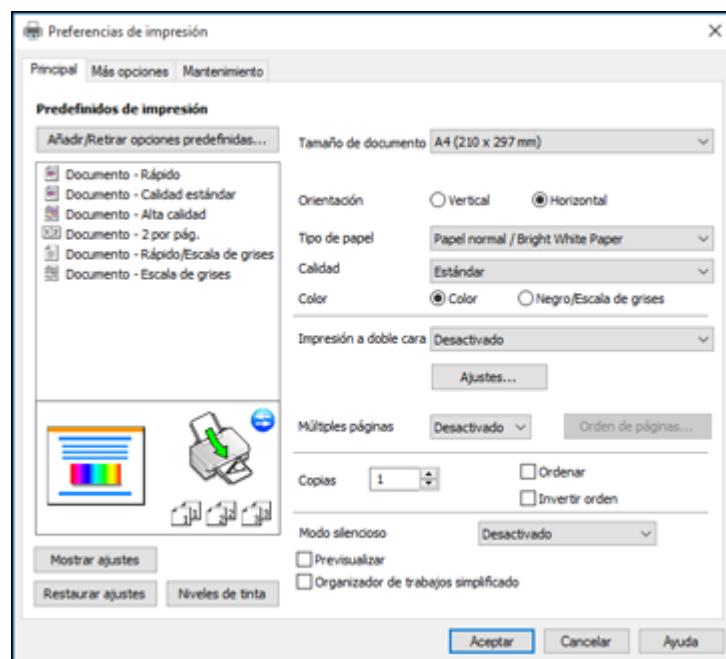 Preferencias de impresión
Principal Más opciones Mantenimiento
Predefinidos de impresión
Añadir/Retirar opciones predefinidas...
Documento - Rápido
Documento - Calidad estándar
Documento - Alta calidad
Documento - 2 por pág.
Documento - Rápido/Escala de grises
Documento - Escala de grises
Mostrar ajustes
Restaurar ajustes Niveles de tinta
Tamaño de documento A4 (210 x 297 mm)
Orientación Vertical Horizontal
Tipo de papel Papel normal / Bright White Paper
Calidad Estándar
Color Color Negro/Escala de grises
Impresión a doble cara Desactivado
Ajustes...
Múltiples páginas Desactivado Orden de páginas...
Copias 1 Ordenar
Invertir orden
Modo silencioso Desactivado
Previsualizar
Organizador de trabajos simplificado
Aceptar Cancelar Ayuda